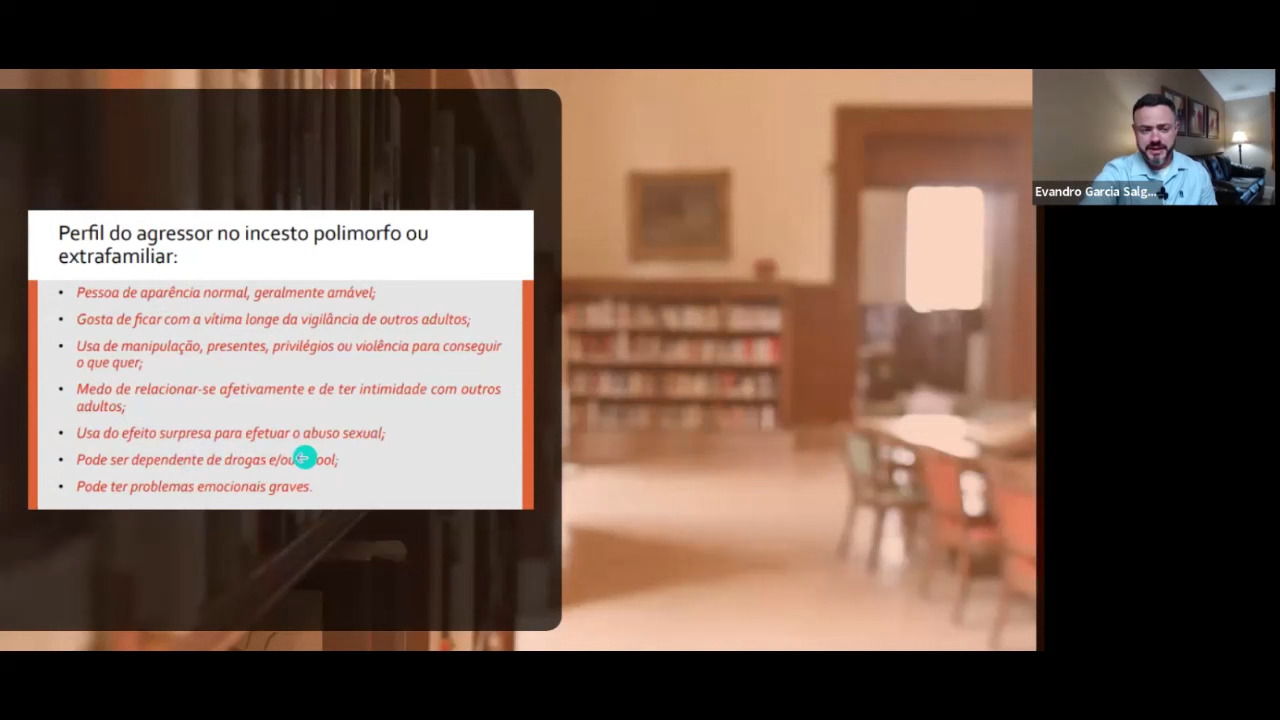 Perfil do agressor no incesto polimorfo ou
extrafamiliar:
• Pessoa de aparência normal, geralmente amável;
• Gosta de ficar com a vítima longe da vigilância de outros adultos;
• Usa de manipulação, presentes, privilégios ou violência para conseguir
o que quer;
• Medo de relacionar-se afetivamente e de ter intimidade com outros
adultos;
• Usa do efeito surpresa para efetuar o abuso sexual;
• Pode ser dependente de drogas e/ou
• Pode ter problemas emocionais graves.
Evandro Garcia Salg...